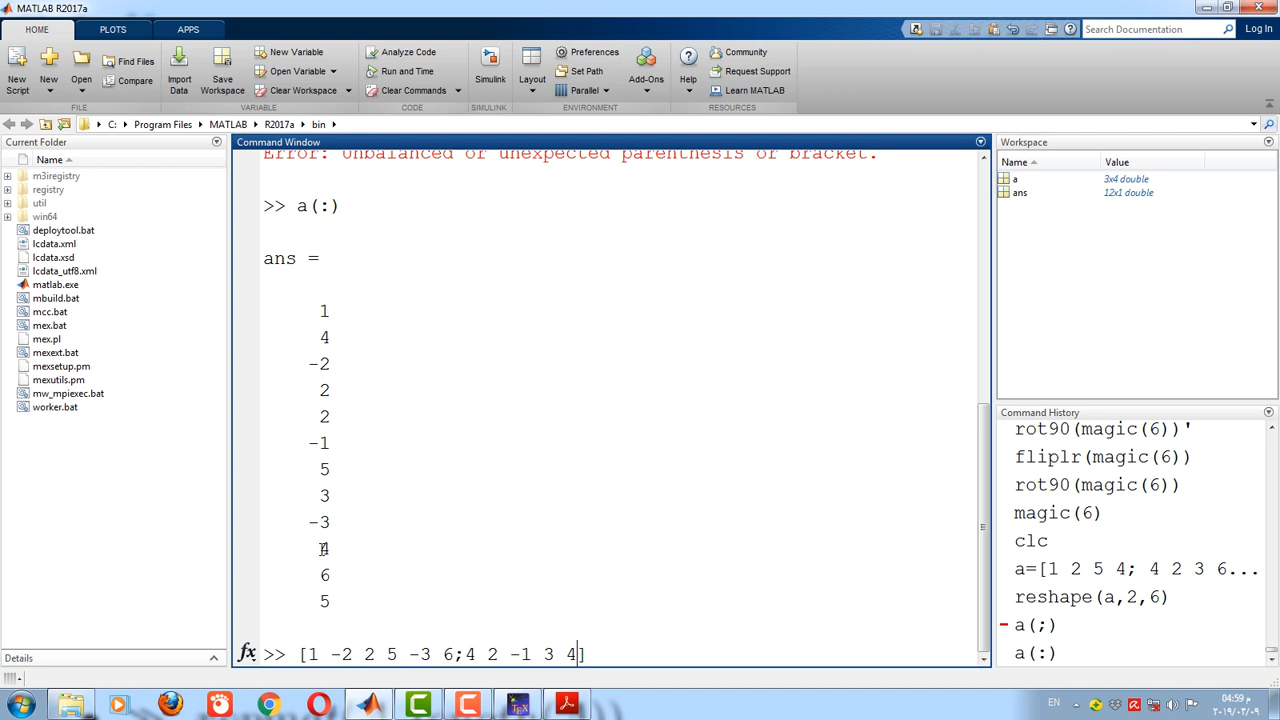 MATLAB R2017a
HOME PLOTS APPS
Search Documentation
Log In
New Script
New
Open
Find Files
Compare
Import Data
Save Workspace
New Variable
Open Variable
Clear Workspace
Analyze Code
Run and Time
Clear Commands
Simulink
Layout
Preferences
Set Path
Parallel
Add-Ons
Help
Community
Request Support
Learn MATLAB
FILE VARIABLE CODE SIMULINK ENVIRONMENT RESOURCES
C: Program Files MATLAB R2017a bin
Current Folder
Name
m3iregistry
registry
util
win64
deploytool.bat
lcdata.xml
lcdata.xsd
lcdata_utf8.xml
matlab.exe
mbuild.bat
mcc.bat
mex.bat
mex.pl
mexext.bat
mexsetup.pm
mexutils.pm
mw_mpiexec.bat
worker.bat
Details
Command Window
Error: Unbalanced or unexpected parenthesis or bracket.
>> a(:)
ans =
1
4
-2
2
2
-1
5
3
-3
4
6
5
fx >> [1 -2 2 5 -3 6;4 2 -1 3 4]
Workspace
Name Value
a 3x4 double
ans 12x1 double
Command History
rot90(magic(6))'
fliplr(magic(6))
rot90(magic(6))
magic(6)
clc
a=[1 2 5 4; 4 2 3 6...
reshape(a,2,6)
a(;)
a(:)
EN
04:59 م
٢٠١٩/٠٢/٠٩